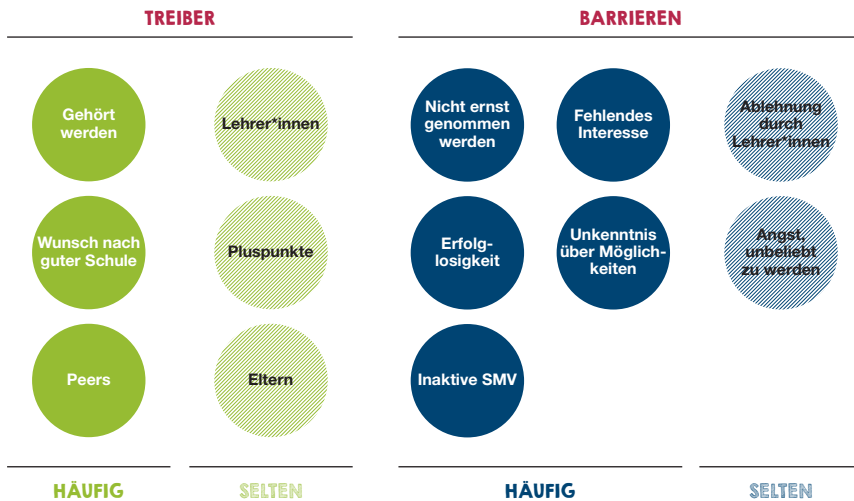 TREIBER
BARRIEREN
Gehört
werden
Lehrer*innen
Nicht ernst
genommen
werden
Fehlendes
Interesse
Ablehnung
durch
Lehrer*innen
Wunsch nach
guter Schule
Pluspunkte
Erfolg-
losigkeit
Unkenntnis
über Möglich-
keiten
Angst,
unbeliebt
zu werden
Peers
Eltern
Inaktive SMV
HÄUFIG
SELTEN
HÄUFIG
SELTEN